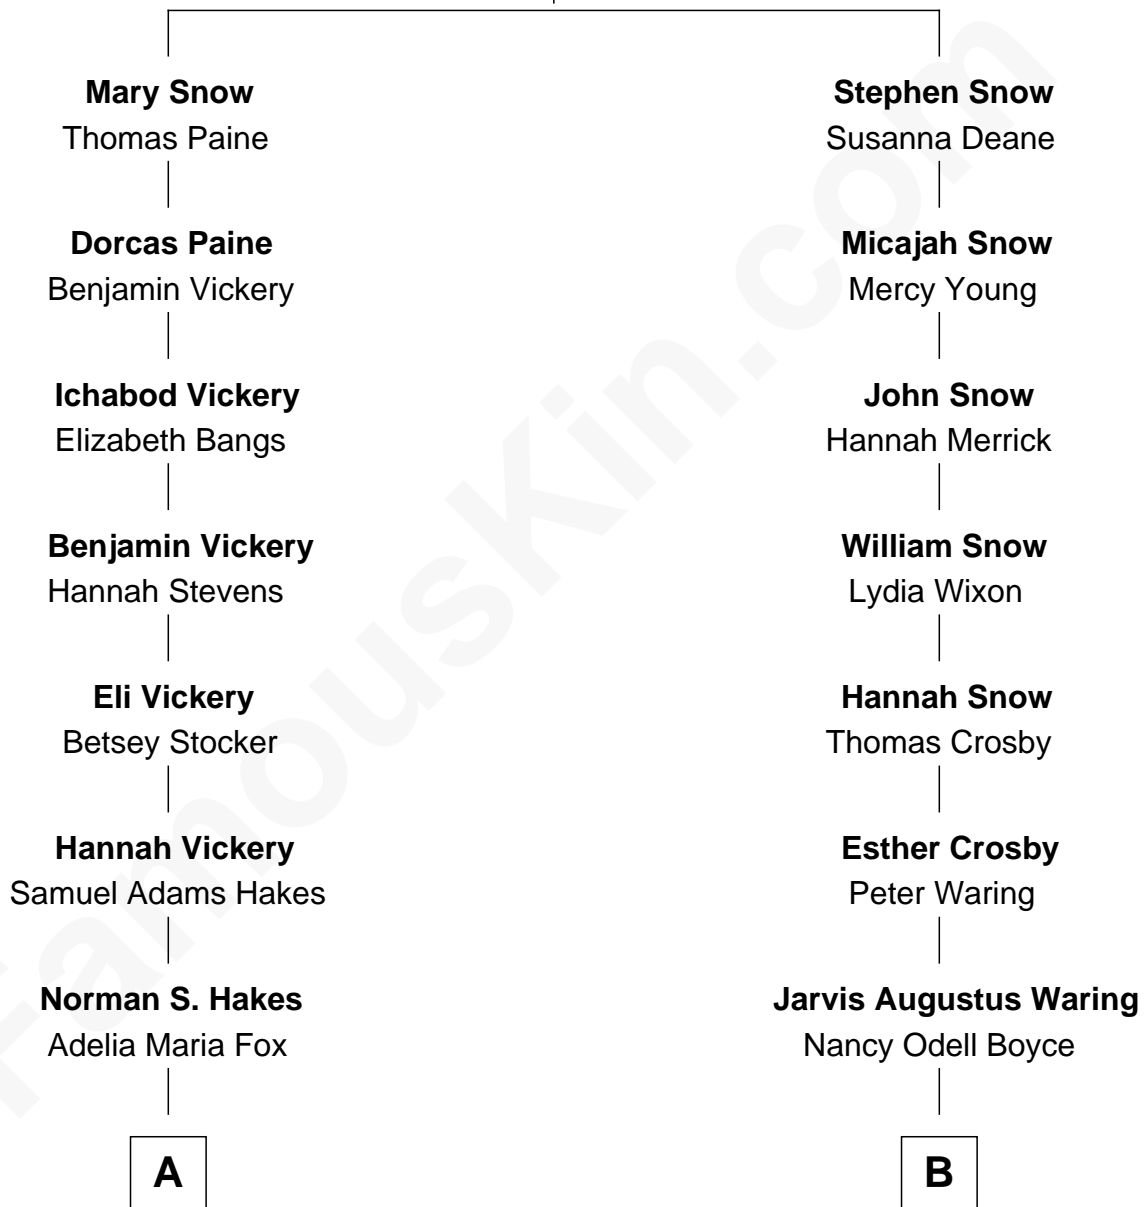 Mary Snow
Thomas Paine
Dorcas Paine
Benjamin Vickery
Ichabod Vickery
Elizabeth Bangs
Benjamin Vickery
Hannah Stevens
Eli Vickery
Betsey Stocker
Hannah Vickery
Samuel Adams Hakes
Norman S. Hakes
Adelia Maria Fox
A
Stephen Snow
Susanna Deane
Micajah Snow
Mercy Young
John Snow
Hannah Merrick
William Snow
Lydia Wixon
Hannah Snow
Thomas Crosby
Esther Crosby
Peter Waring
Jarvis Augustus Waring
Nancy Odell Boyce
B
FamousKin.com